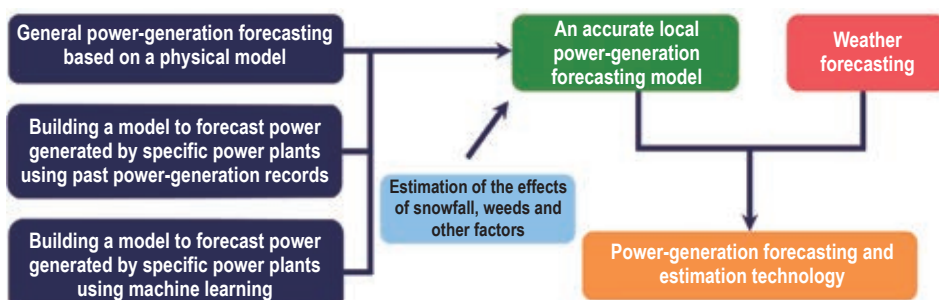 General power-generation forecasting
based on a physical model
Building a model to forecast power
generated by specific power plants
using past power-generation records
Building a model to forecast power
generated by specific power plants
using machine learning
An accurate local
power-generation
forecasting model
Weather
forecasting
Estimation of the effects
of snowfall, weeds and
other factors
Power-generation forecasting and
estimation technology